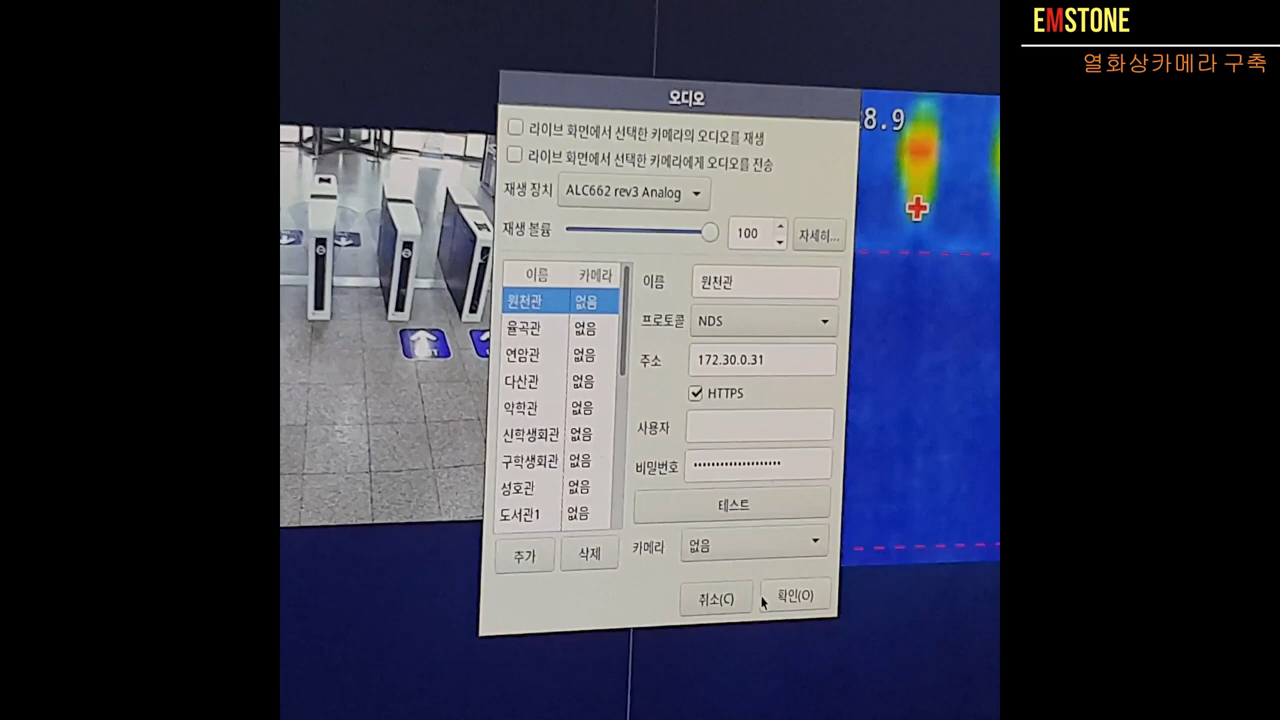 EMSTONE
열화상카메라 구축
오디오
8.9
라이브 화면에서 선택한 카메라의 오디오를 재생
라이브 화면에서 선택한 카메라에게 오디오를 전송
재생 장치 ALC662 rev3 Analog
재생 볼륨 100 자세히...
이름 카메라
원천관 없음
율곡관 없음
연암관 없음
다산관 없음
악학관 없음
신학생회관 없음
구학생회관 없음
성호관 없음
도서관1 없음
추가 삭제
이름 원천관
프로토콜 NDS
주소 172.30.0.31
HTTPS
사용자
비밀번호 ••••••••••••••••••••
테스트
카메라 없음
취소(C) 확인(O)